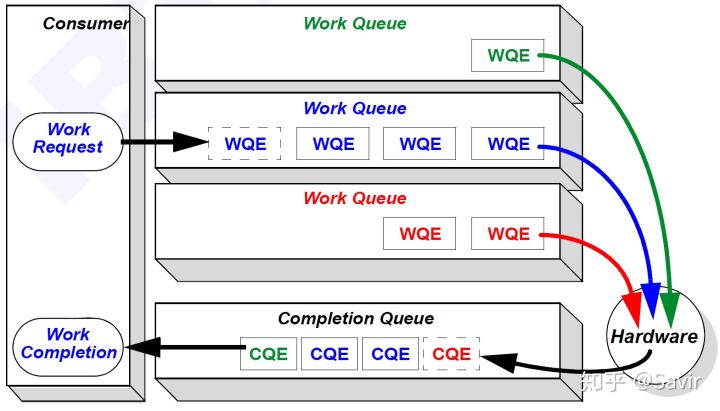 Consumer
Work Queue
WQE
Work Queue
Work
Request
WQE WQE WQE WQE
Work Queue
WQE WQE
Completion Queue
Work
Completion
CQE CQE CQE CQE
Hardware
知乎 @Savir